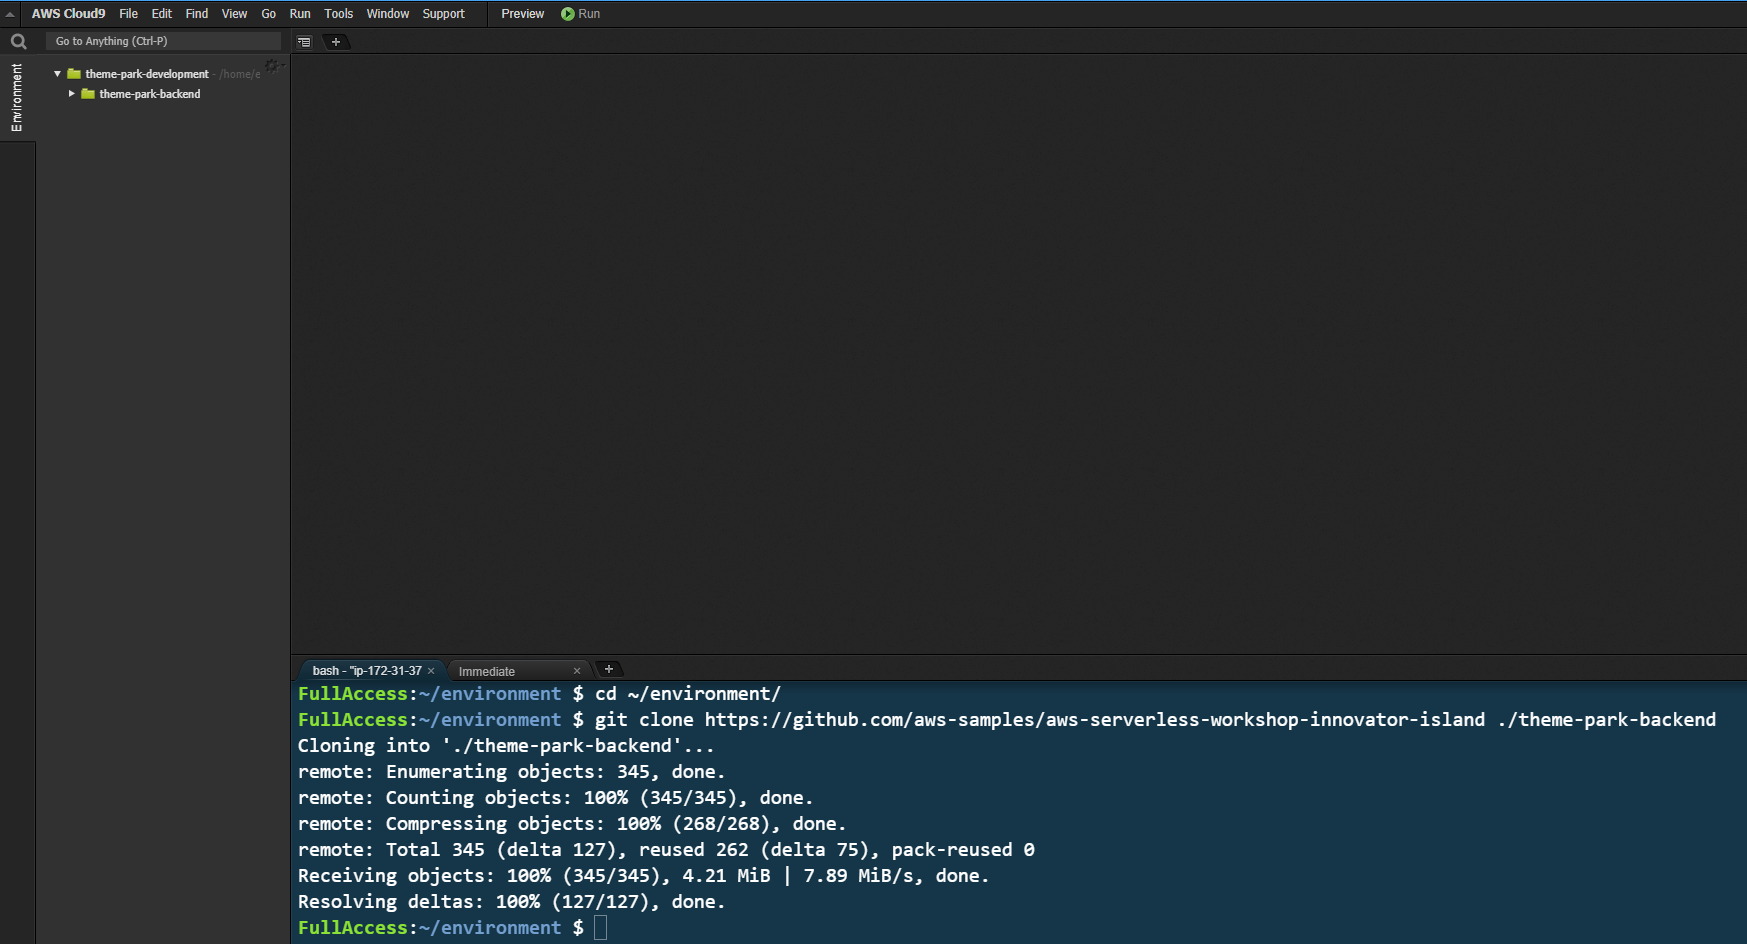 AWS Cloud9 File Edit Find View Go Run Tools Window Support Preview Run
Go to Anything (Ctrl-P)
Environment
theme-park-development - /home/e
theme-park-backend
bash - "ip-172-31-37 ×
Immediate ×
FullAccess:~/environment $ cd ~/environment/
FullAccess:~/environment $ git clone https://github.com/aws-samples/aws-serverless-workshop-innovator-island ./theme-park-backend
Cloning into './theme-park-backend'...
remote: Enumerating objects: 345, done.
remote: Counting objects: 100% (345/345), done.
remote: Compressing objects: 100% (268/268), done.
remote: Total 345 (delta 127), reused 262 (delta 75), pack-reused 0
Receiving objects: 100% (345/345), 4.21 MiB | 7.89 MiB/s, done.
Resolving deltas: 100% (127/127), done.
FullAccess:~/environment $